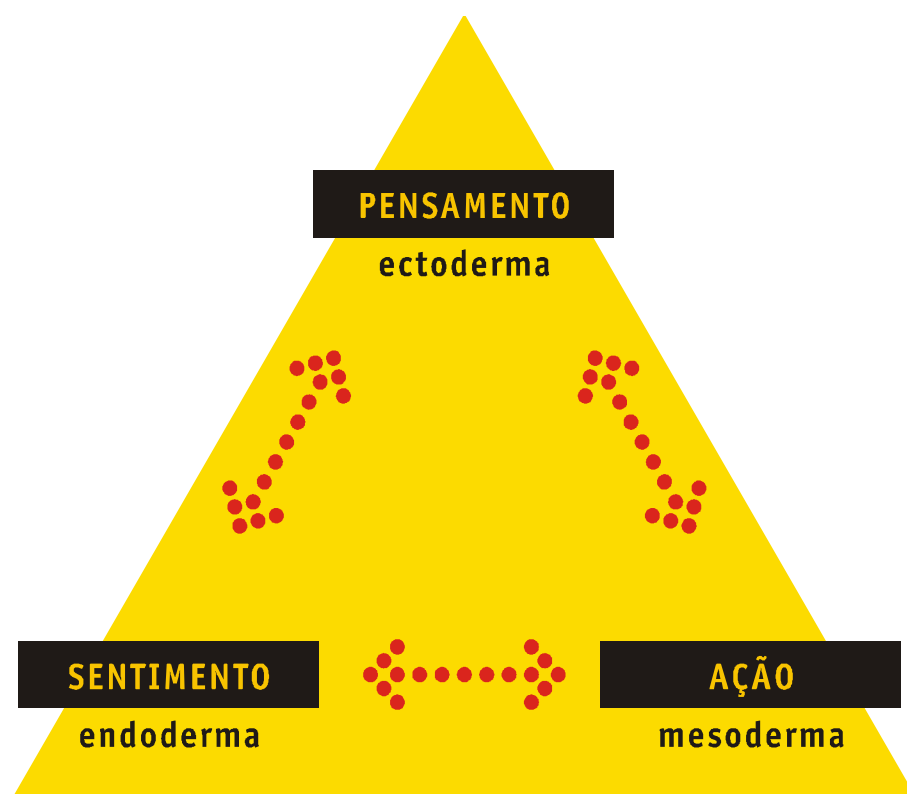 PENSAMENTO
ectoderma
SENTIMENTO
endoderma
AÇÃO
mesoderma